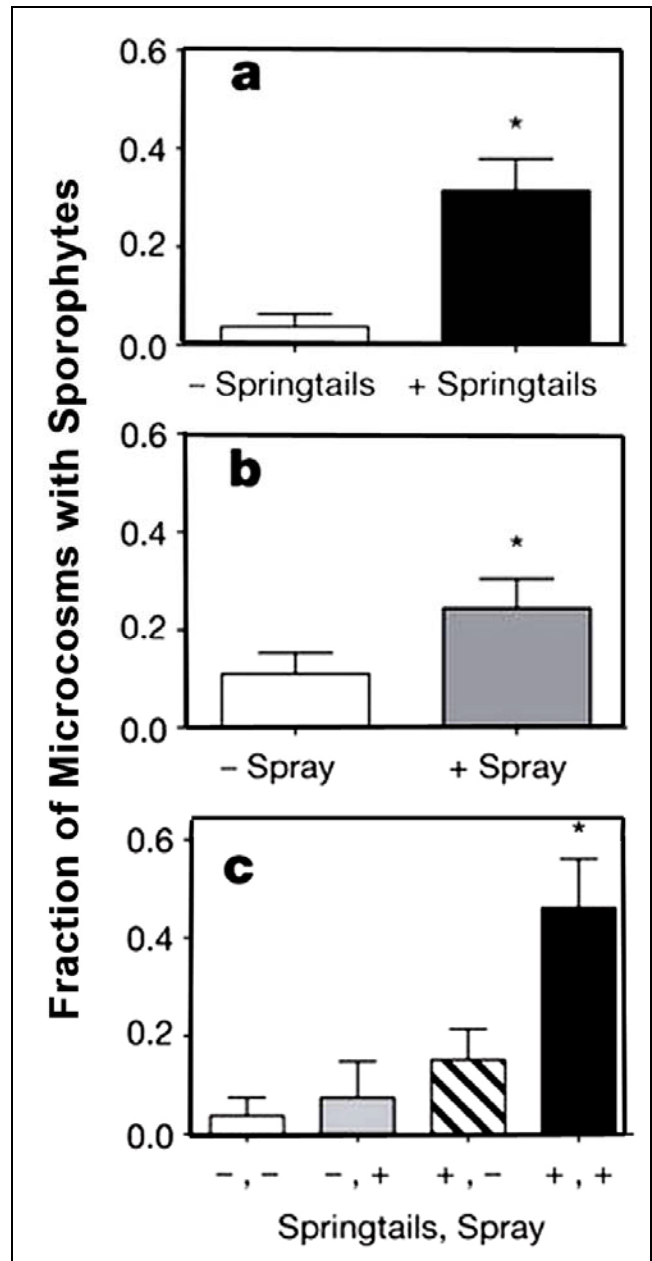 Fraction of Microcosms with Sporophytes
a
0.6
0.4
0.2
0.0
*
− Springtails + Springtails
b
0.6
0.4
0.2
0.0
*
− Spray + Spray
c
0.6
0.4
0.2
0.0
*
− , − − , + + , − + , +
Springtails, Spray